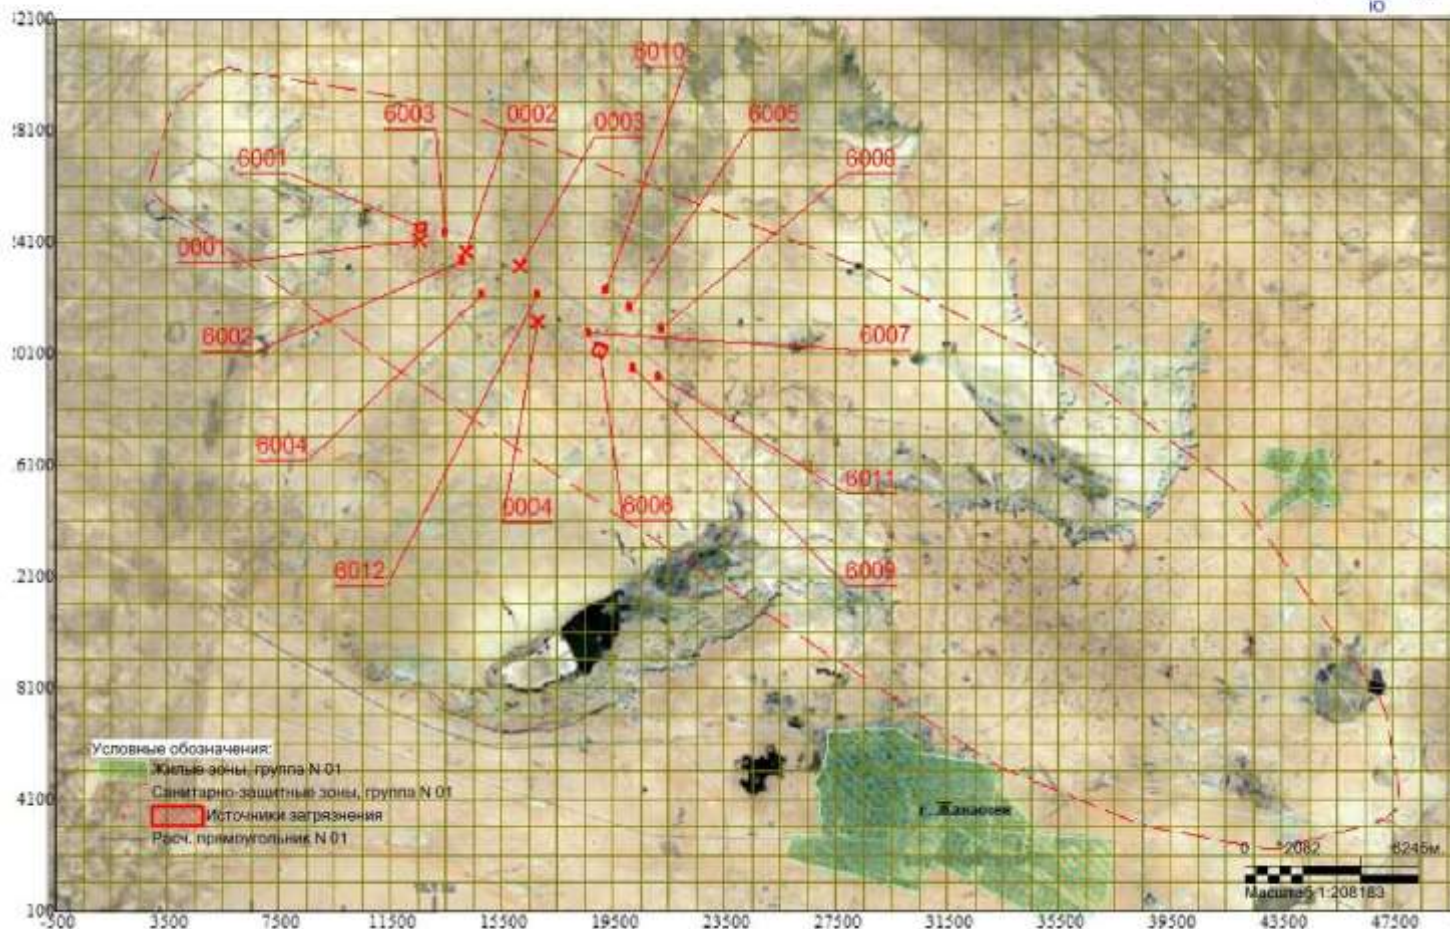 Ю
6010
6003
0002
0003
6005
6001
6008
0001
6002
6007
6004
6011
0004
6006
6012
6009
Условные обозначения:
Жилые зоны, группа N 01
Санитарно-защитные зоны, группа N 01
Источники загрязнения
Расч. прямоугольник N 01
г. Жанаозен
0 2082 6245м.
Масштаб 1:208183
-500 3500 7500 11500 15500 19500 23500 27500 31500 35500 39500 43500 47500